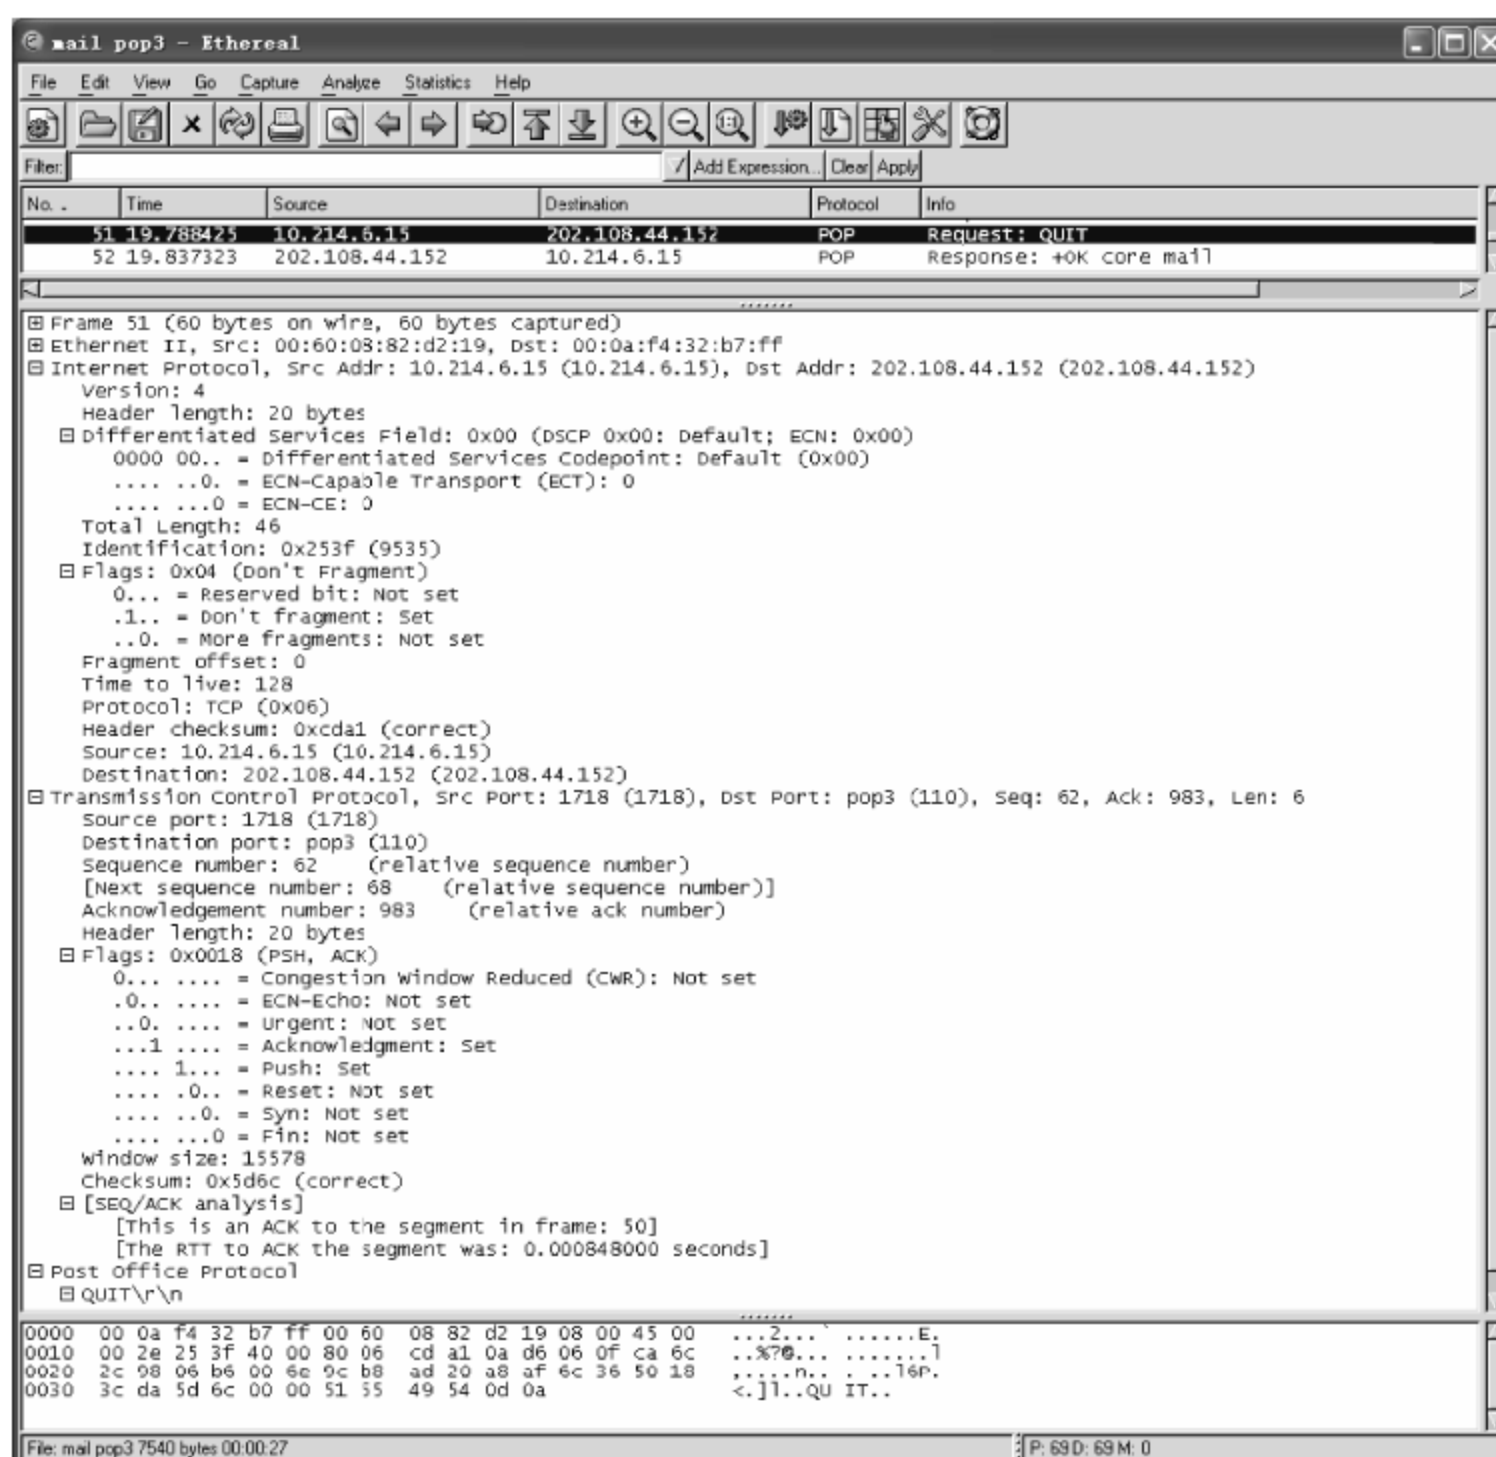 mail pop3 - Ethereal
File Edit View Go Capture Analyze Statistics Help
Filter: Add Expression... Clear Apply
No. . Time Source Destination Protocol Info
51 19.788425 10.214.6.15 202.108.44.152 POP Request: QUIT
52 19.837323 202.108.44.152 10.214.6.15 POP Response: +OK core mail
Frame 51 (60 bytes on wire, 60 bytes captured)
Ethernet II, Src: 00:60:08:82:d2:19, Dst: 00:0a:f4:32:b7:ff
Internet Protocol, Src Addr: 10.214.6.15 (10.214.6.15), Dst Addr: 202.108.44.152 (202.108.44.152)
Version: 4
Header length: 20 bytes
Differentiated Services Field: 0x00 (DSCP 0x00: Default; ECN: 0x00)
0000 00.. = Differentiated Services Codepoint: Default (0x00)
.... ..0. = ECN-Capable Transport (ECT): 0
.... ...0 = ECN-CE: 0
Total Length: 46
Identification: 0x253f (9535)
Flags: 0x04 (Don't Fragment)
0... = Reserved bit: Not set
.1.. = Don't fragment: Set
..0. = More fragments: Not set
Fragment offset: 0
Time to live: 128
Protocol: TCP (0x06)
Header checksum: 0xcda1 (correct)
Source: 10.214.6.15 (10.214.6.15)
Destination: 202.108.44.152 (202.108.44.152)
Transmission Control Protocol, Src Port: 1718 (1718), Dst Port: pop3 (110), Seq: 62, Ack: 983, Len: 6
Source port: 1718 (1718)
Destination port: pop3 (110)
Sequence number: 62 (relative sequence number)
[Next sequence number: 68 (relative sequence number)]
Acknowledgement number: 983 (relative ack number)
Header length: 20 bytes
Flags: 0x0018 (PSH, ACK)
0... .... = Congestion Window Reduced (CWR): Not set
.0.. .... = ECN-Echo: Not set
..0. .... = Urgent: Not set
...1 .... = Acknowledgment: Set
.... 1... = Push: Set
.... .0.. = Reset: Not set
.... ..0. = Syn: Not set
.... ...0 = Fin: Not set
Window size: 15578
Checksum: 0x5d6c (correct)
[SEQ/ACK analysis]
[This is an ACK to the segment in frame: 50]
[The RTT to ACK the segment was: 0.000848000 seconds]
Post Office Protocol
QUIT\r\n
0000 00 0a f4 32 b7 ff 00 60 08 82 d2 19 08 00 45 00 ...2...` ......E.
0010 00 2e 25 3f 40 00 80 06 cd a1 0a d6 06 0f ca 6c ..%?@... .......l
0020 2c 98 06 b6 00 6e 9c b8 ad 20 a8 af 6c 36 50 18 ,....n.. . ..l6P.
0030 3c da 5d 6c 00 00 51 55 49 54 0d 0a <.]l..QU IT..
File: mail pop3 7540 bytes 00:00:27 P: 69 D: 69 M: 0